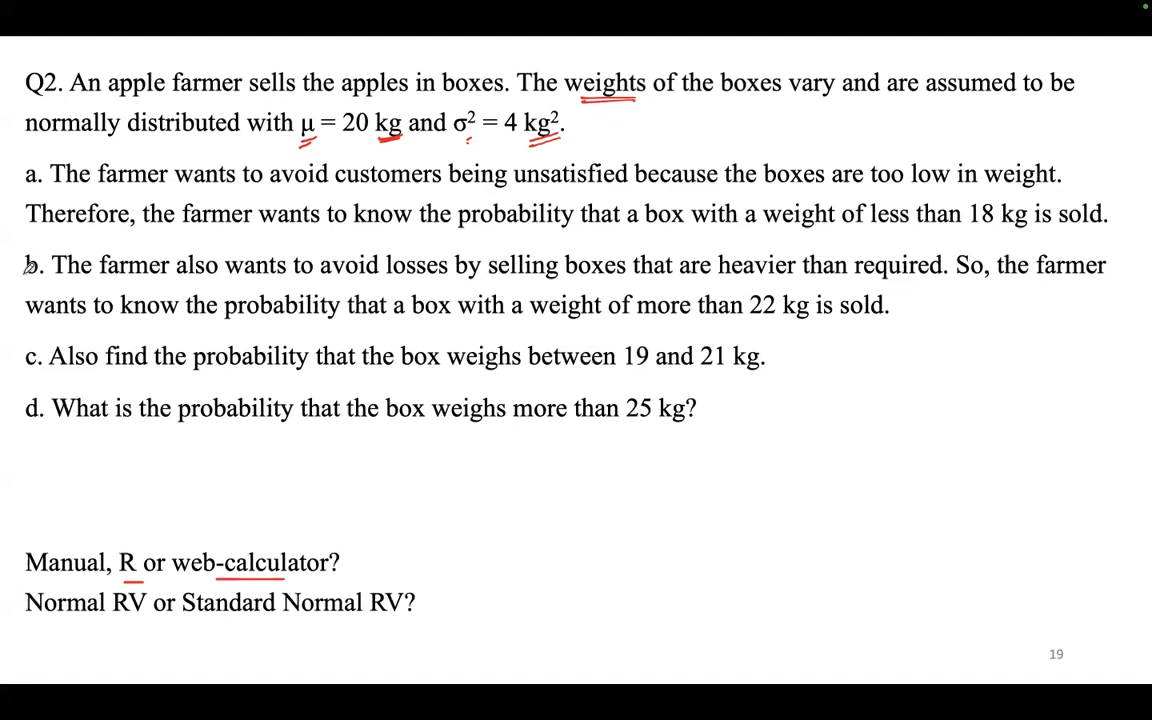 Q2. An apple farmer sells the apples in boxes. The weights of the boxes vary and are assumed to be
normally distributed with μ = 20 kg and σ² = 4 kg².
a. The farmer wants to avoid customers being unsatisfied because the boxes are too low in weight.
Therefore, the farmer wants to know the probability that a box with a weight of less than 18 kg is sold.
b. The farmer also wants to avoid losses by selling boxes that are heavier than required. So, the farmer
wants to know the probability that a box with a weight of more than 22 kg is sold.
c. Also find the probability that the box weighs between 19 and 21 kg.
d. What is the probability that the box weighs more than 25 kg?
Manual, R or web-calculator?
Normal RV or Standard Normal RV?
19